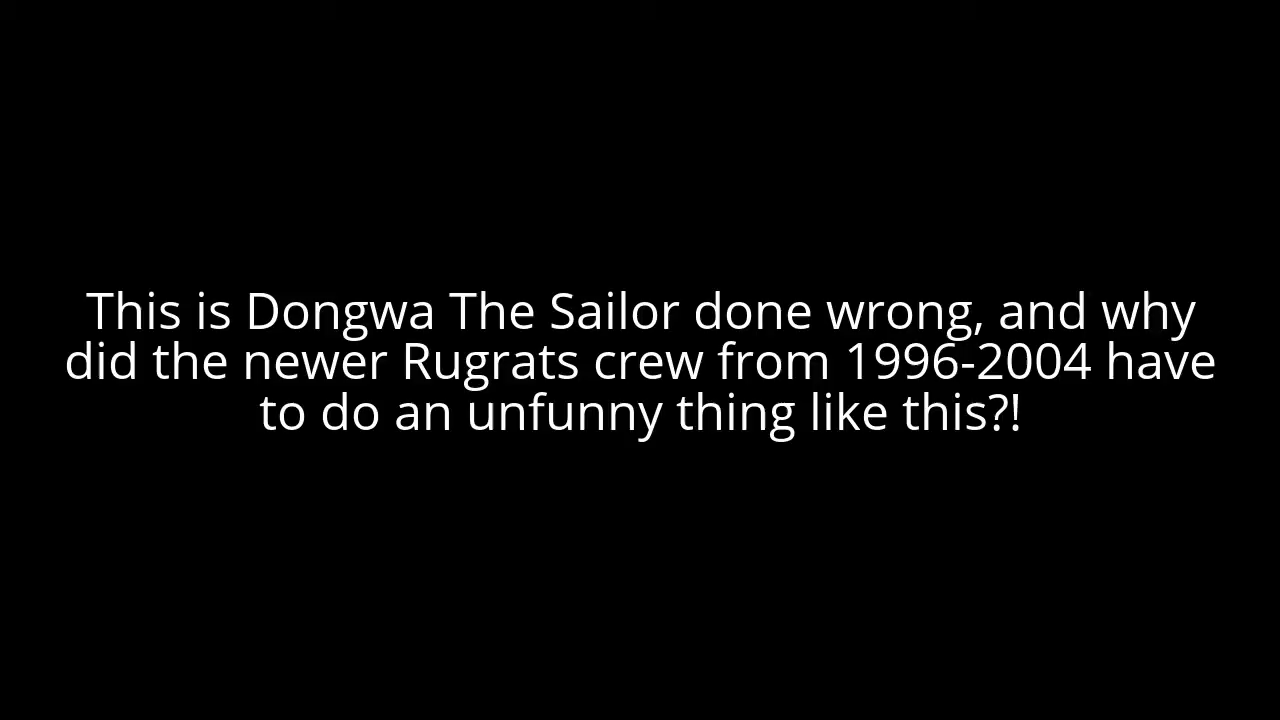 This is Dongwa The Sailor done wrong, and why
did the newer Rugrats crew from 1996-2004 have
to do an unfunny thing like this?!